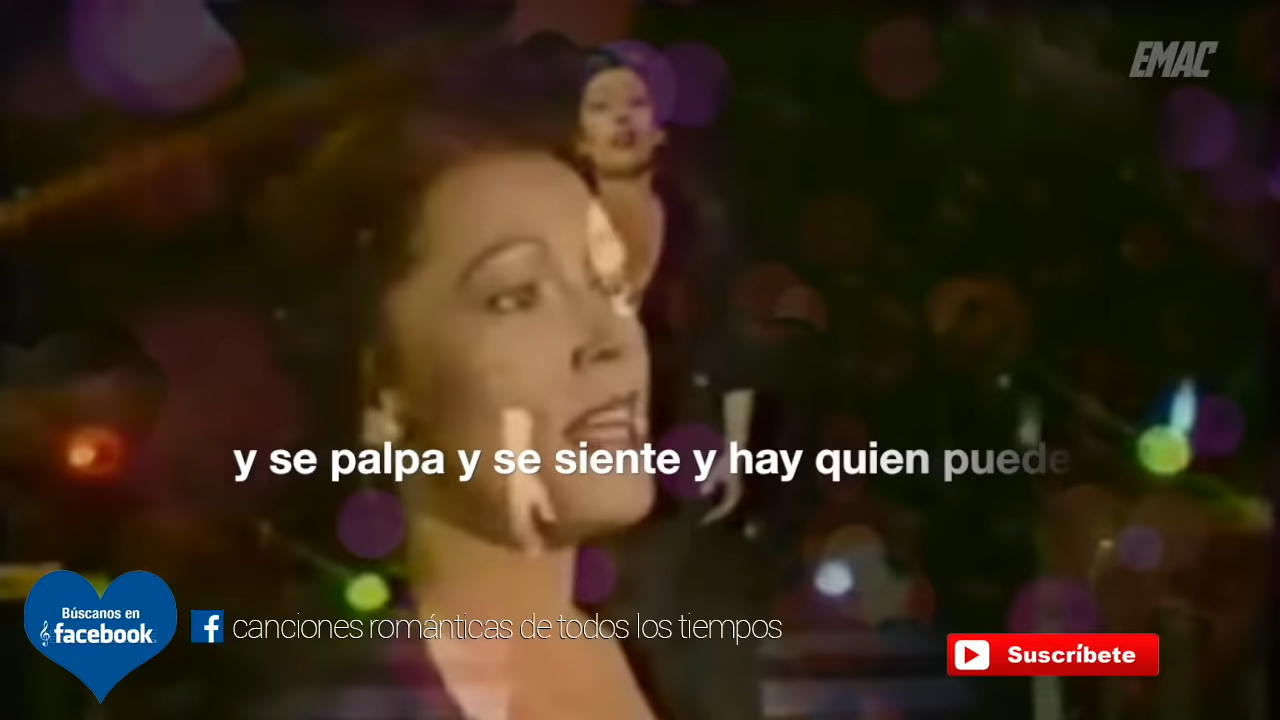 EMAC
y se palpa y se siente y hay quien puede
Búscanos en
facebook
canciones románticas de todos los tiempos
Suscríbete